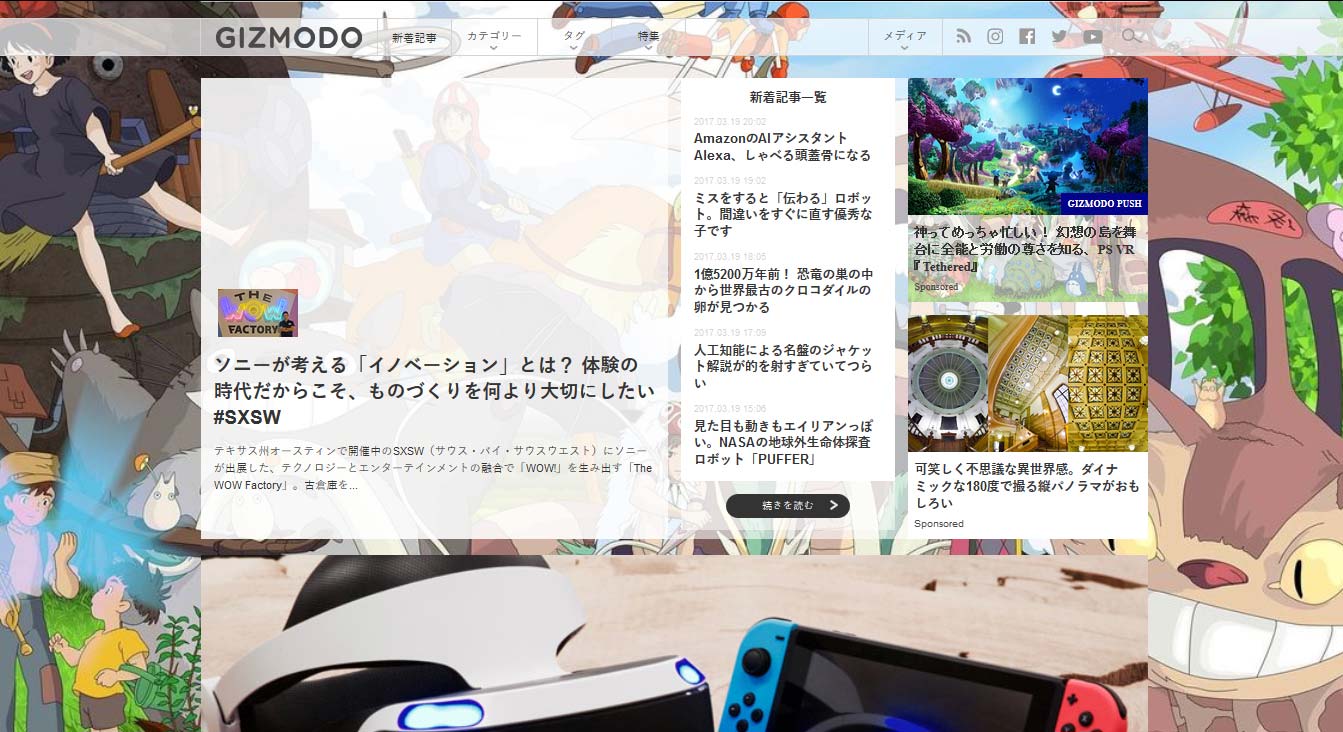 GIZMODO
新着記事
カテゴリー
タグ
特集
メディア
THE
WOW
FACTORY
ソニーが考える「イノベーション」とは？ 体験の
時代だからこそ、ものづくりを何より大切にしたい
#SXSW
テキサス州オースティンで開催中のSXSW（サウス・バイ・サウスウエスト）にソニー
が出展した、テクノロジーとエンターテインメントの融合で「WOW!」を生み出す「The
WOW Factory」。古倉庫を...
新着記事一覧
2017.03.19 20:02
AmazonのAIアシスタント
Alexa、しゃべる頭蓋骨になる
2017.03.19 19:02
ミスをすると「伝わる」ロボッ
ト。間違いをすぐに直す優秀な
子です
2017.03.19 18:05
1億5200万年前！ 恐竜の巣の中
から世界最古のクロコダイルの
卵が見つかる
2017.03.19 17:09
人工知能による名盤のジャケッ
ト解説が的を射すぎていてつら
い
2017.03.19 15:06
見た目も動きもエイリアンっぽ
い。NASAの地球外生命体探査
ロボット「PUFFER」
続きを読む
GIZMODO PUSH
神ってめっちゃ忙しい！ 幻想の島を舞
台に全能と労働の尊さを知る、PS VR
『Tethered』
Sponsored
可笑しく不思議な異世界感。ダイナ
ミックな180度で撮る縦パノラマがおも
しろい
Sponsored